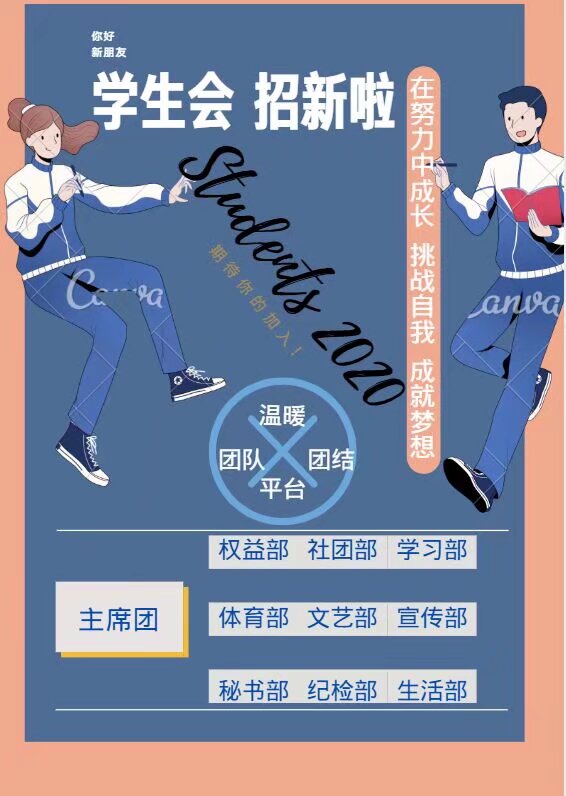 你好
新朋友
学生会 招新啦
在努力中成长 挑战自我 成就梦想
Students 2020
期待你的加入！
Canva
Canva
温暖
团队 团结
平台
权益部 社团部 学习部
主席团
体育部 文艺部 宣传部
秘书部 纪检部 生活部